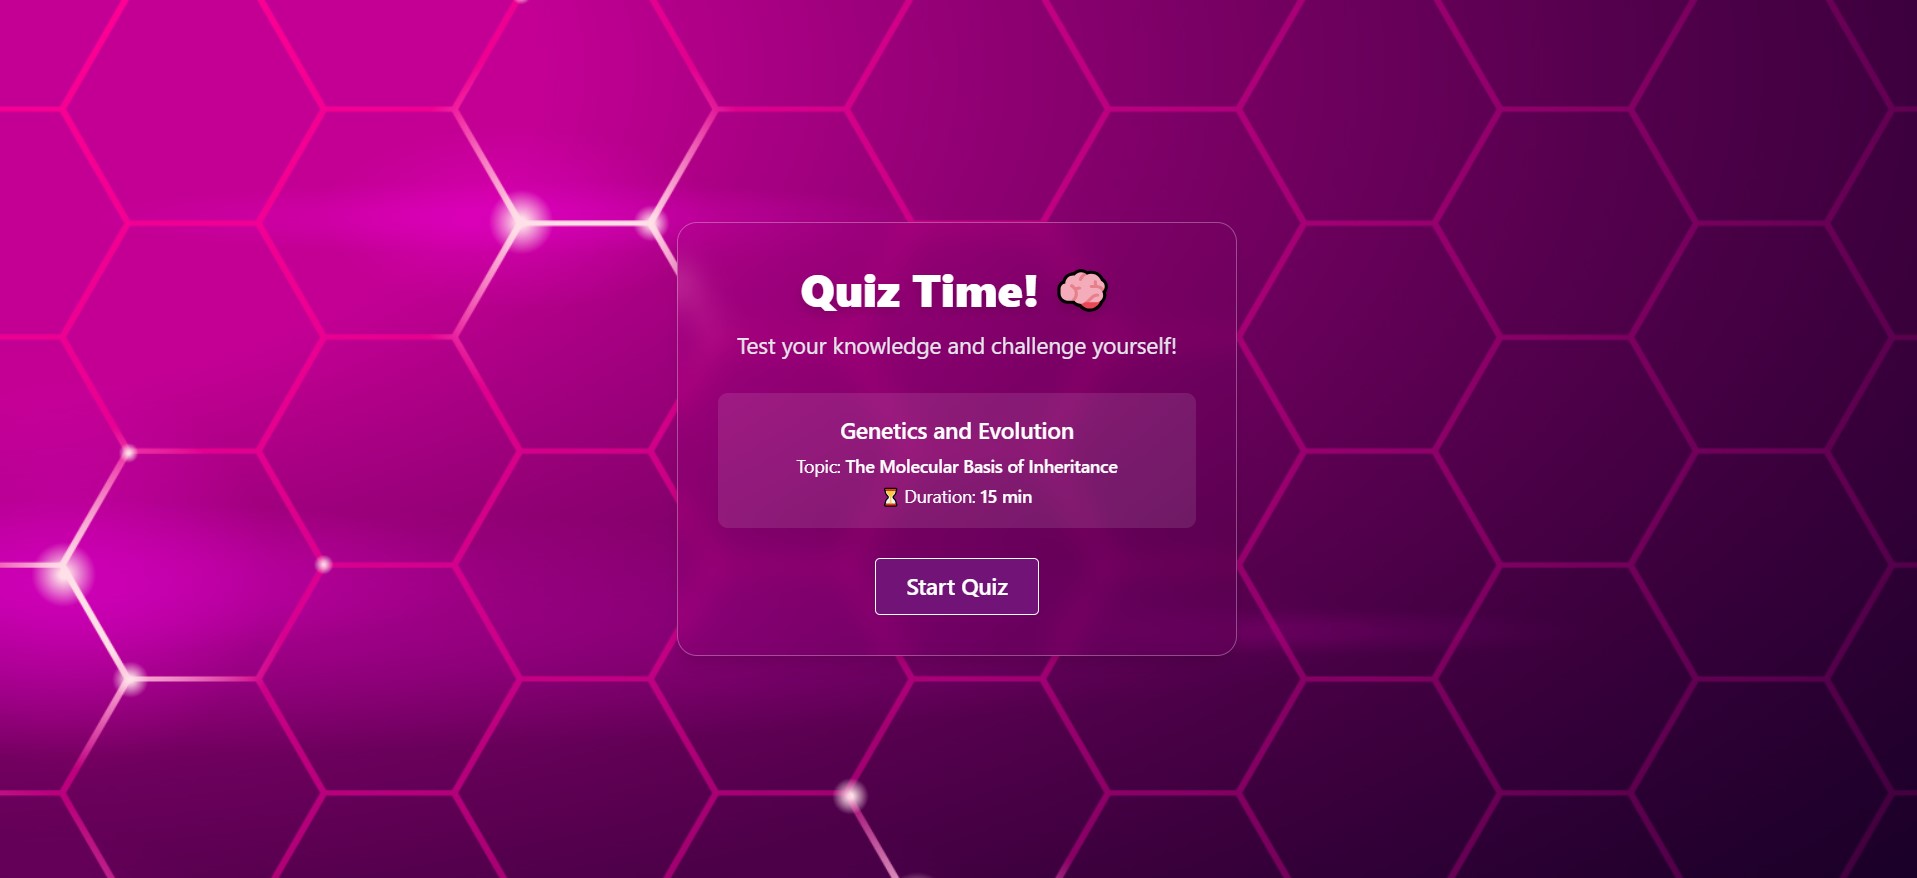 Quiz Time! 🧠
Test your knowledge and challenge yourself!
Genetics and Evolution
Topic: The Molecular Basis of Inheritance
⏳ Duration: 15 min
Start Quiz